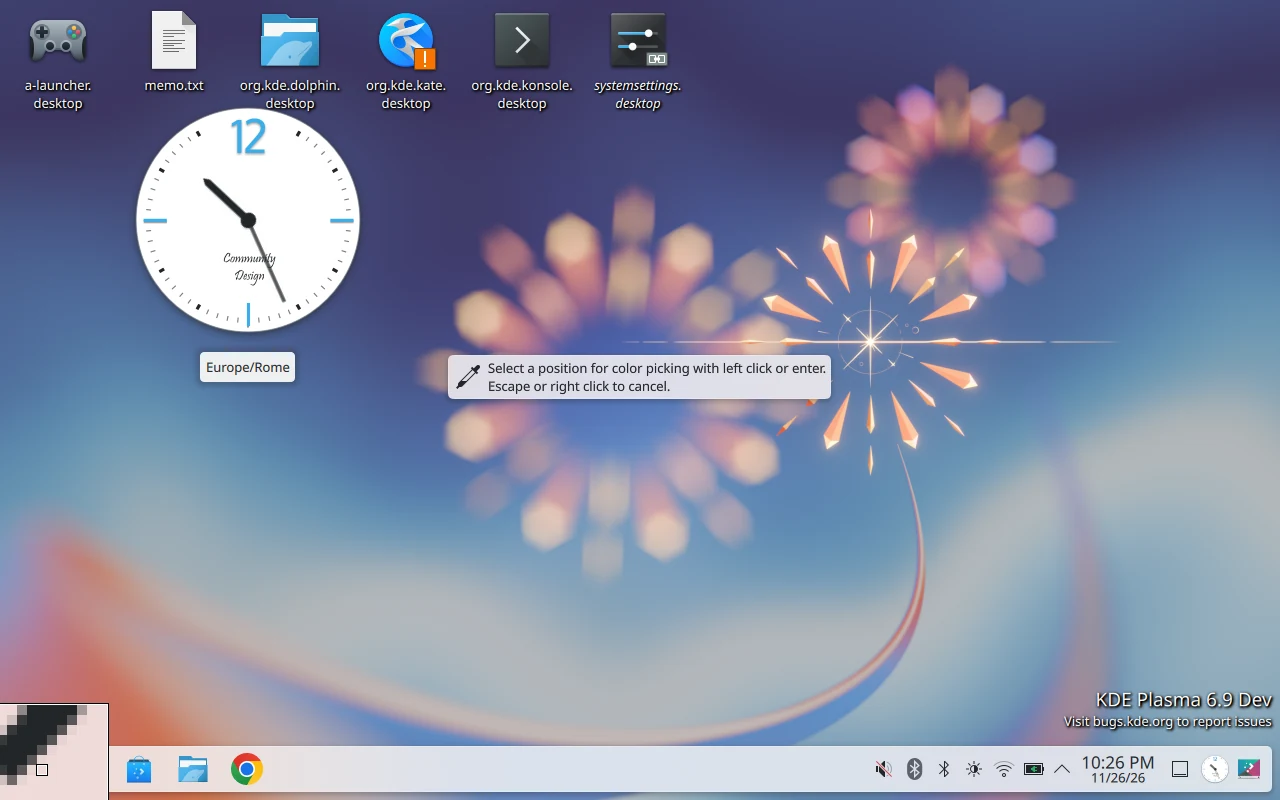 a-launcher.
desktop
memo.txt
org.kde.dolphin.
desktop
org.kde.kate.
desktop
org.kde.konsole.
desktop
systemsettings.
desktop
12
Community
Design
Europe/Rome
Select a position for color picking with left click or enter.
Escape or right click to cancel.
KDE Plasma 6.9 Dev
Visit bugs.kde.org to report issues
10:26 PM
11/26/26